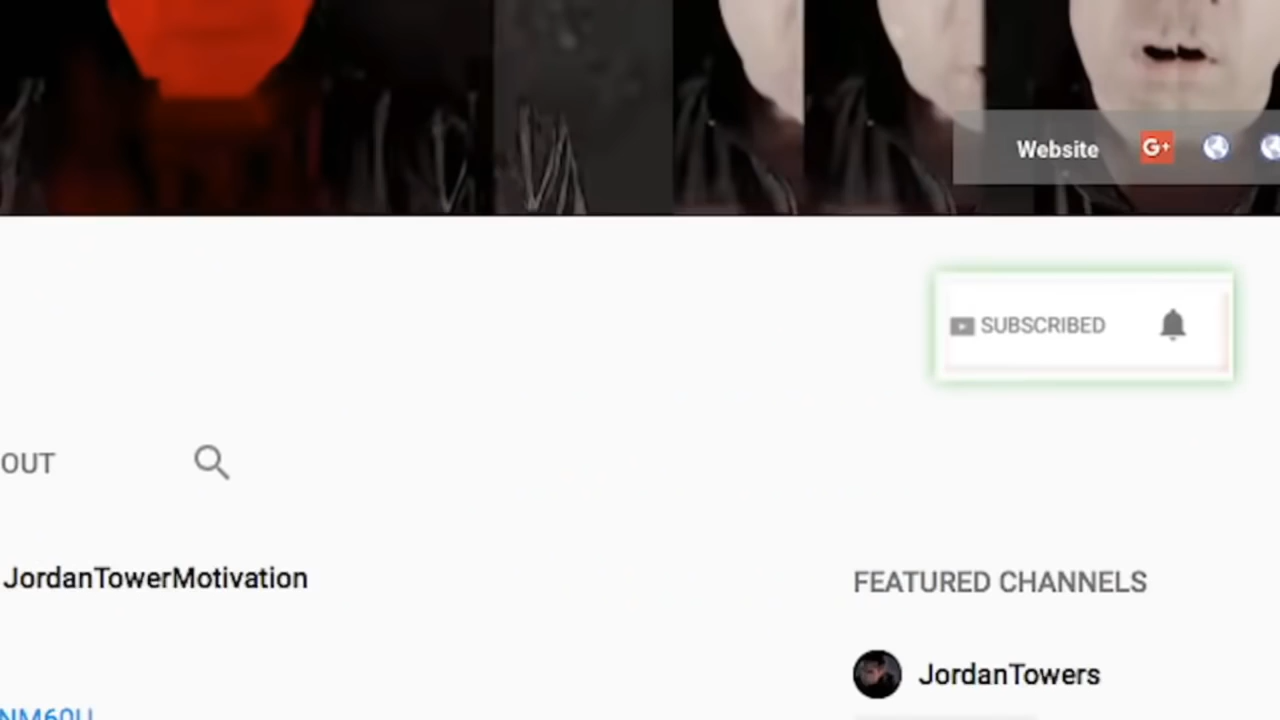 Website G+
SUBSCRIBED
OUT
JordanTowerMotivation
FEATURED CHANNELS
JordanTowers